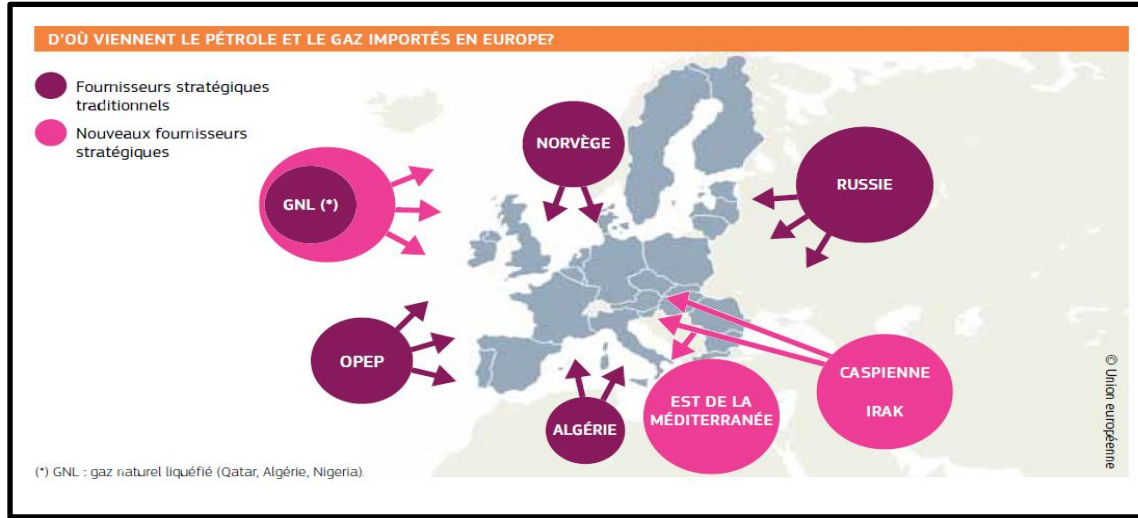 D'OÙ VIENNENT LE PÉTROLE ET LE GAZ IMPORTÉS EN EUROPE?
Fournisseurs stratégiques
traditionnels
Nouveaux fournisseurs
stratégiques
NORVÈGE
RUSSIE
GNL (*)
OPEP
ALGÉRIE
EST DE LA
MÉDITERRANÉE
CASPIENNE
IRAK
(*) GNL : gaz naturel liquéfié (Qatar, Algérie, Nigeria).
© Union européenne